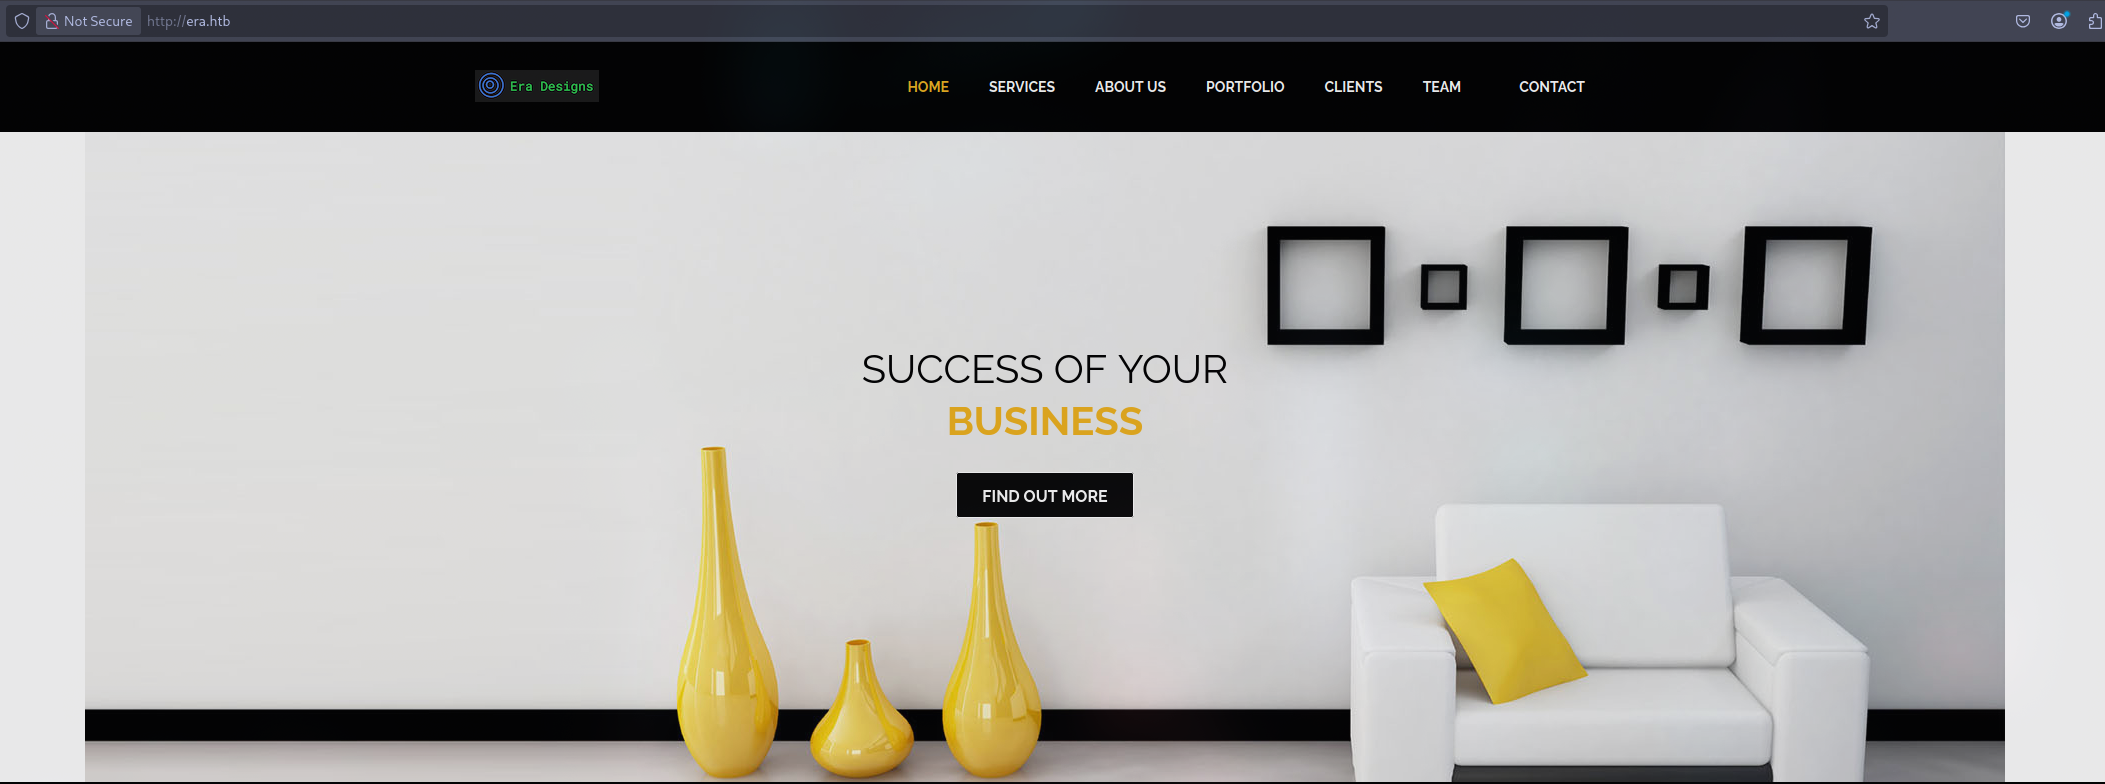 Not Secure http://era.htb
Era Designs
HOME SERVICES ABOUT US PORTFOLIO CLIENTS TEAM CONTACT
SUCCESS OF YOUR
BUSINESS
FIND OUT MORE